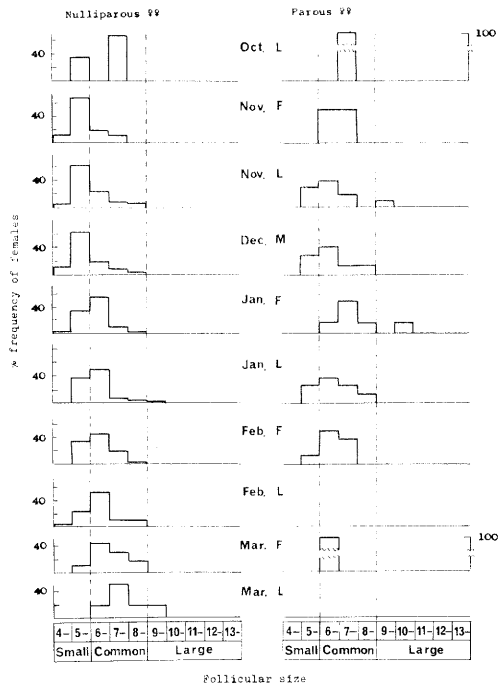 Nulliparous ♀♀ Parous ♀♀
40 Oct. L 100
40 Nov. F
40 Nov. L
40 Dec. M
40 Jan. F
40 Jan. L
40 Feb. F
40 Feb. L
40 Mar. F 100
40 Mar. L
% frequency of females
4- 5- 6- 7- 8- 9- 10- 11- 12- 13- 4- 5- 6- 7- 8- 9- 10- 11- 12- 13-
Small Common Large Small Common Large
Follicular size